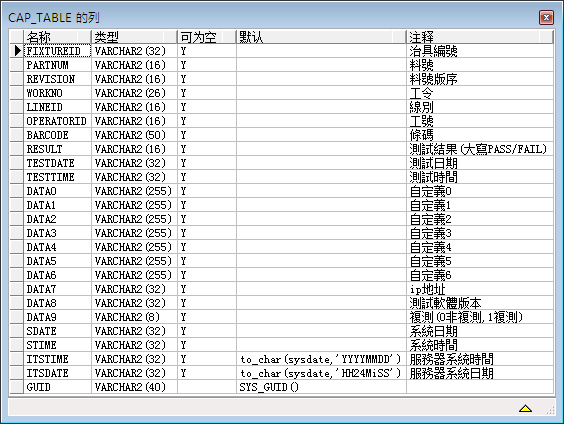 CAP_TABLE 的列
名称 类型 可为空 默认 注释
FIXTUREID VARCHAR2(32) Y 治具編號
PARTNUM VARCHAR2(16) Y 料號
REVISION VARCHAR2(16) Y 料號版序
WORKNO VARCHAR2(26) Y 工令
LINEID VARCHAR2(16) Y 線別
OPERATORID VARCHAR2(16) Y 工號
BARCODE VARCHAR2(50) Y 條碼
RESULT VARCHAR2(16) Y 測試結果(大寫PASS/FAIL)
TESTDATE VARCHAR2(32) Y 測試日期
TESTTIME VARCHAR2(32) Y 測試時間
DATA0 VARCHAR2(255) Y 自定義0
DATA1 VARCHAR2(255) Y 自定義1
DATA2 VARCHAR2(255) Y 自定義2
DATA3 VARCHAR2(255) Y 自定義3
DATA4 VARCHAR2(255) Y 自定義4
DATA5 VARCHAR2(255) Y 自定義5
DATA6 VARCHAR2(255) Y 自定義6
DATA7 VARCHAR2(32) Y ip地址
DATA8 VARCHAR2(32) Y 測試軟體版本
DATA9 VARCHAR2(8) Y 複測(0非複測,1複測)
SDATE VARCHAR2(32) Y 系統日期
STIME VARCHAR2(32) Y 系統時間
ITSTIME VARCHAR2(32) Y to_char(sysdate,'YYYYMMDD') 服務器系統時間
ITSDATE VARCHAR2(32) Y to_char(sysdate,'HH24MiSS') 服務器系統日期
GUID VARCHAR2(40) Y SYS_GUID()